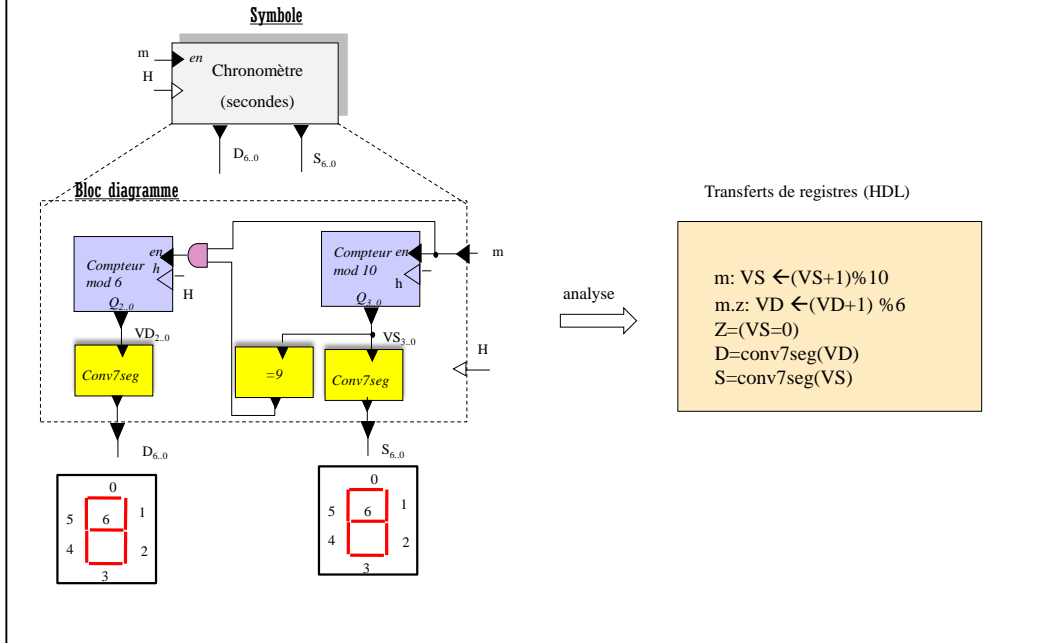 Symbole
m
en
H
Chronomètre
(secondes)
D6..0
S6..0
Bloc diagramme
Compteur
mod 6
en
h
H
Q2..0
VD2..0
Conv7seg
=9
Compteur
mod 10
en
h
Q3..0
VS3..0
Conv7seg
m
H
D6..0
S6..0
0
1
2
3
4
5
6
0
1
2
3
4
5
6
analyse
Transferts de registres (HDL)
m: VS ←(VS+1)%10
m.z: VD ←(VD+1) %6
Z=(VS=0)
D=conv7seg(VD)
S=conv7seg(VS)